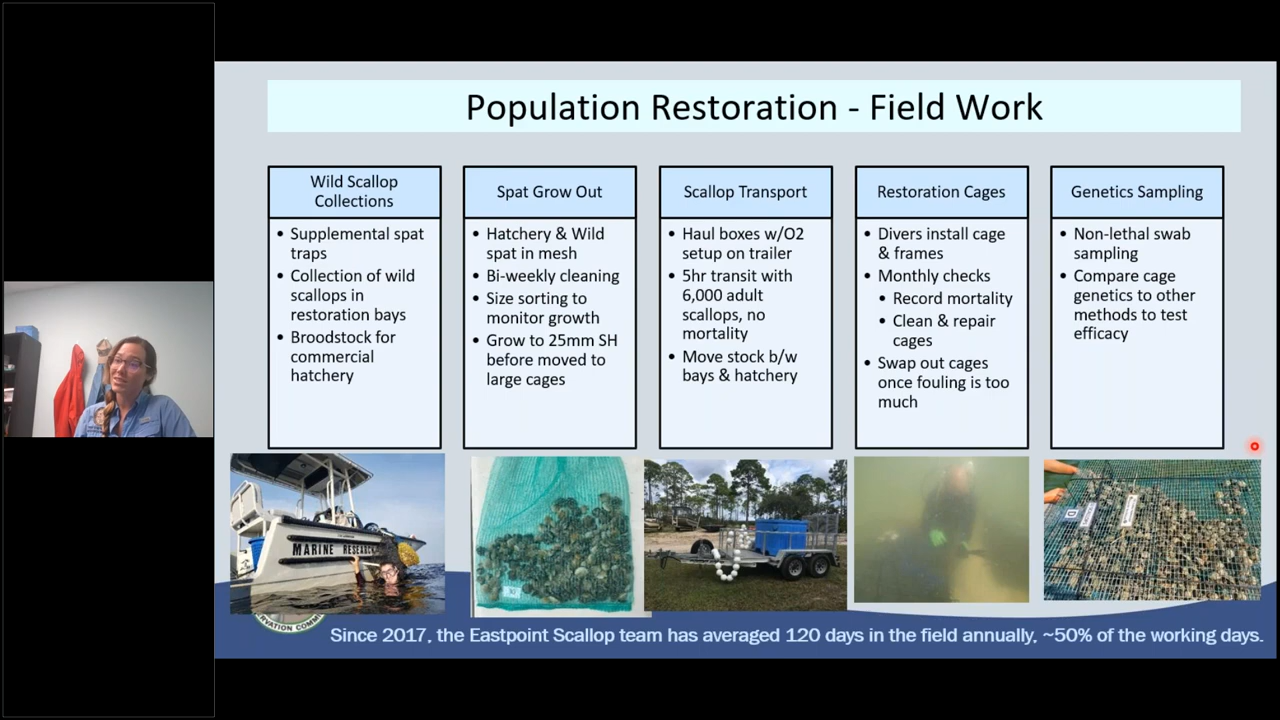 Population Restoration - Field Work
Wild Scallop
Collections
• Supplemental spat
traps
• Collection of wild
scallops in
restoration bays
• Broodstock for
commercial
hatchery
Spat Grow Out
• Hatchery & Wild
spat in mesh
• Bi-weekly cleaning
• Size sorting to
monitor growth
• Grow to 25mm SH
before moved to
large cages
Scallop Transport
• Haul boxes w/O2
setup on trailer
• 5hr transit with
6,000 adult
scallops, no
mortality
• Move stock b/w
bays & hatchery
Restoration Cages
• Divers install cage
& frames
• Monthly checks
• Record mortality
• Clean & repair
cages
• Swap out cages
once fouling is too
much
Genetics Sampling
• Non-lethal swab
sampling
• Compare cage
genetics to other
methods to test
efficacy
MARINE RESEARCH
Since 2017, the Eastpoint Scallop team has averaged 120 days in the field annually, ~50% of the working days.